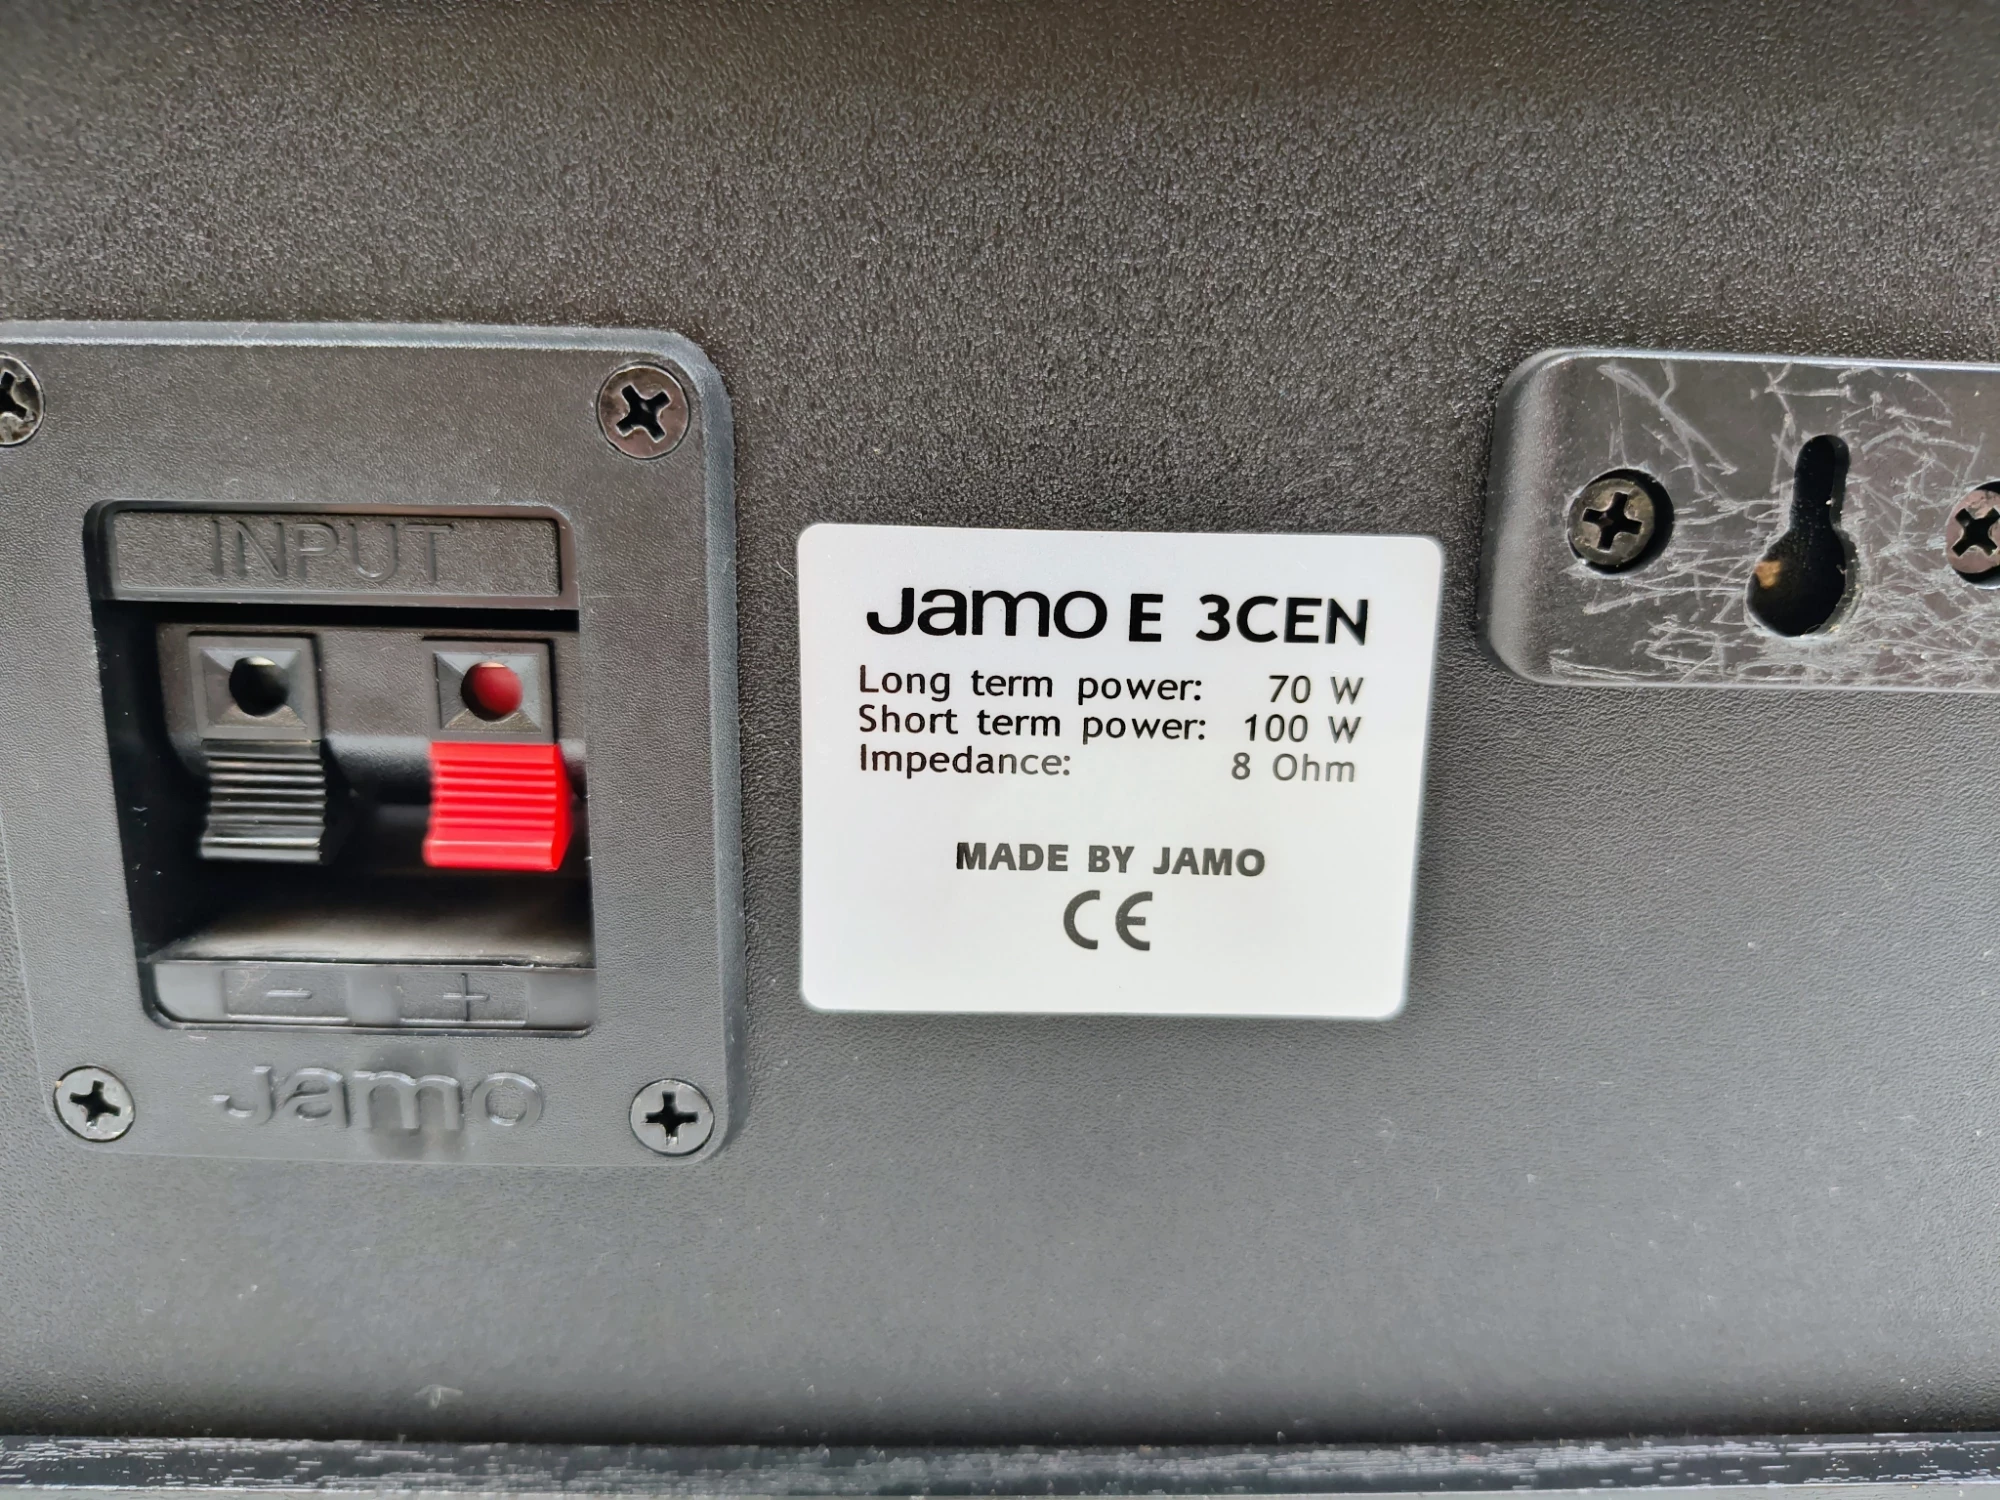 INPUT
- +
Jamo
Jamo E 3CEN
Long term power: 70 W
Short term power: 100 W
Impedance: 8 Ohm
MADE BY JAMO
CE